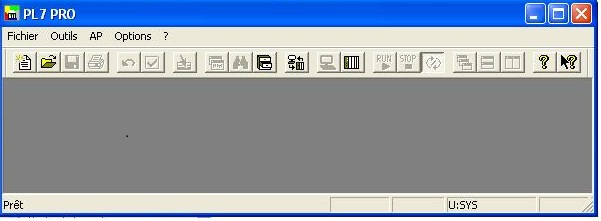 PL7 PRO
Fichier Outils AP Options ?
RUN STOP
Prêt U:SYS